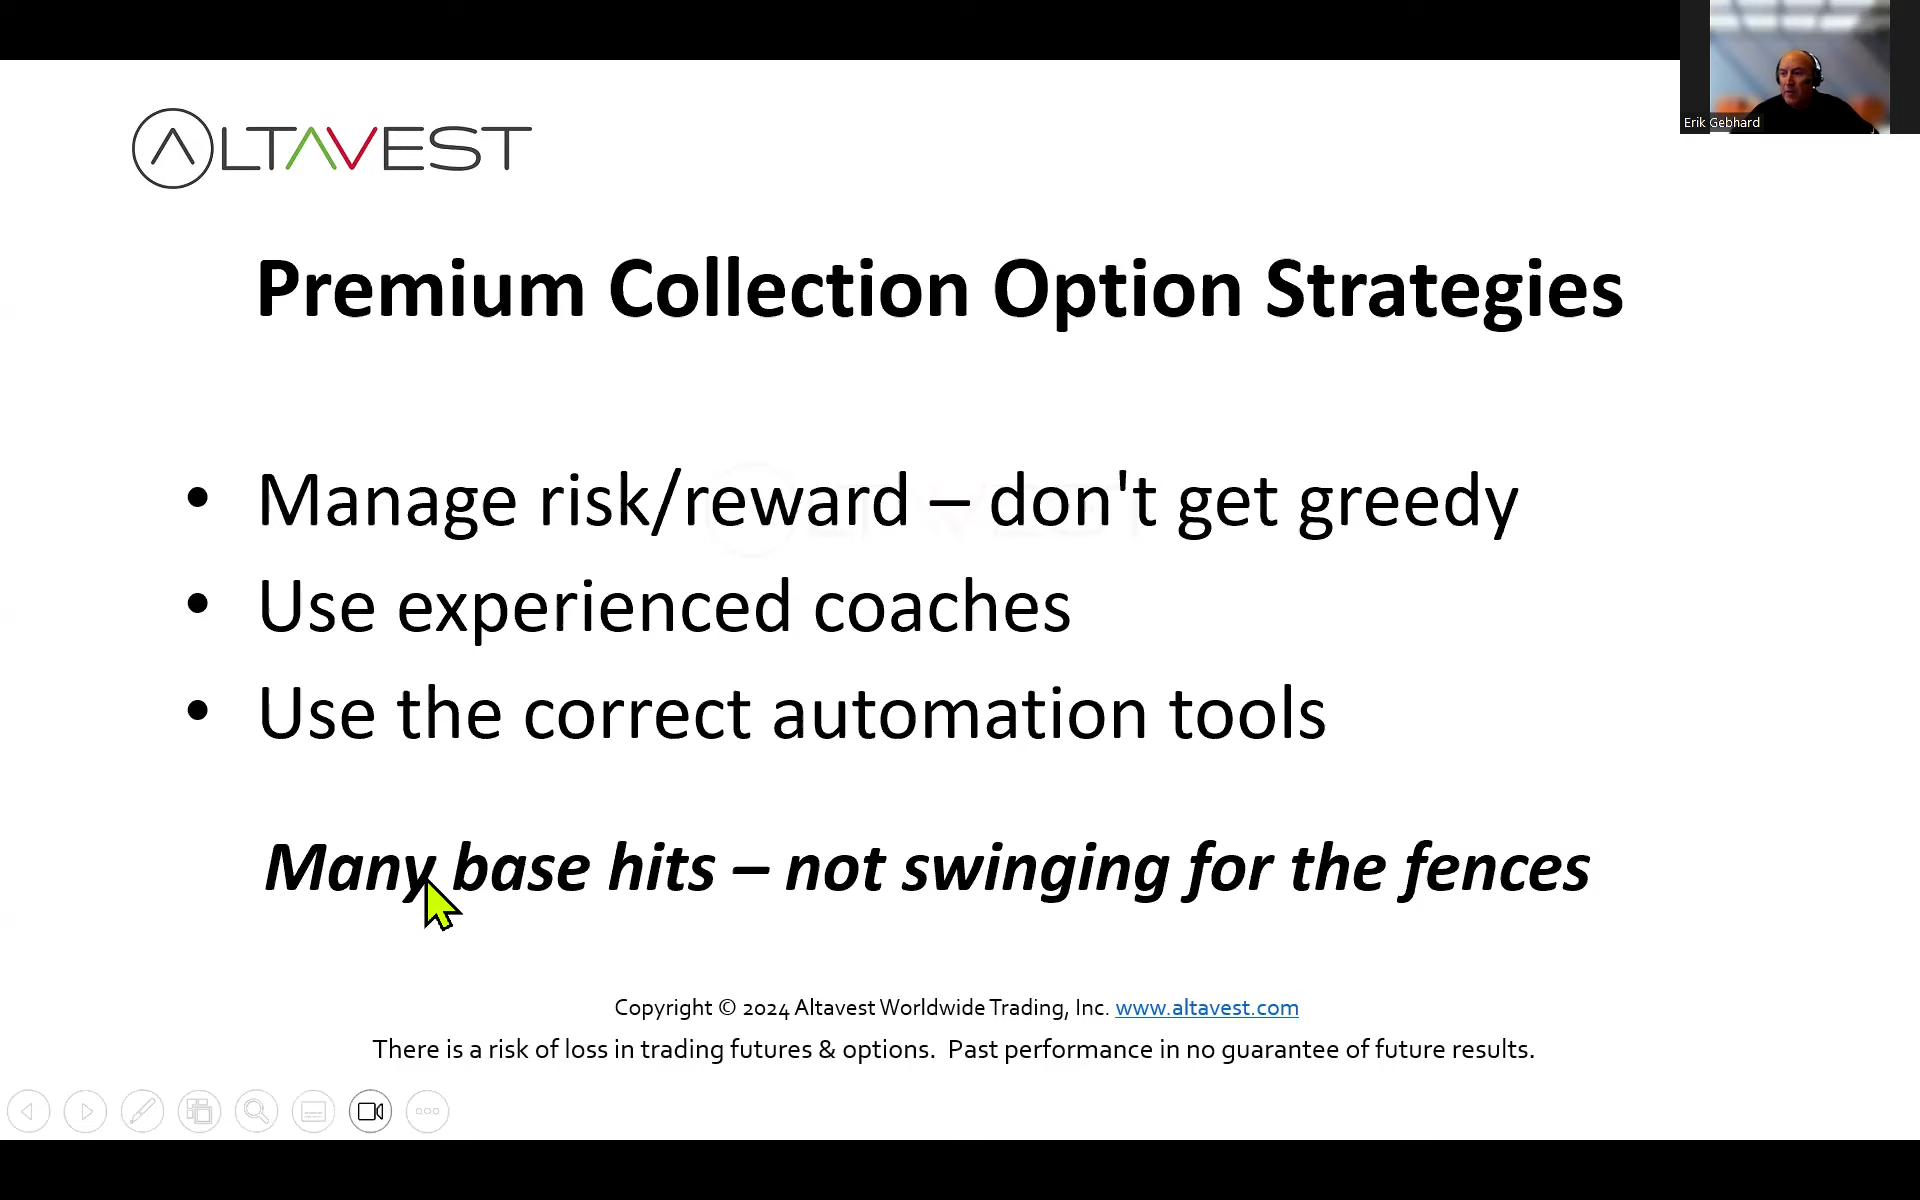 Erik Gebhard
ALTAVEST
Premium Collection Option Strategies
• Manage risk/reward – don't get greedy
• Use experienced coaches
• Use the correct automation tools
Many base hits – not swinging for the fences
Copyright © 2024 Altavest Worldwide Trading, Inc. www.altavest.com
There is a risk of loss in trading futures & options. Past performance in no guarantee of future results.